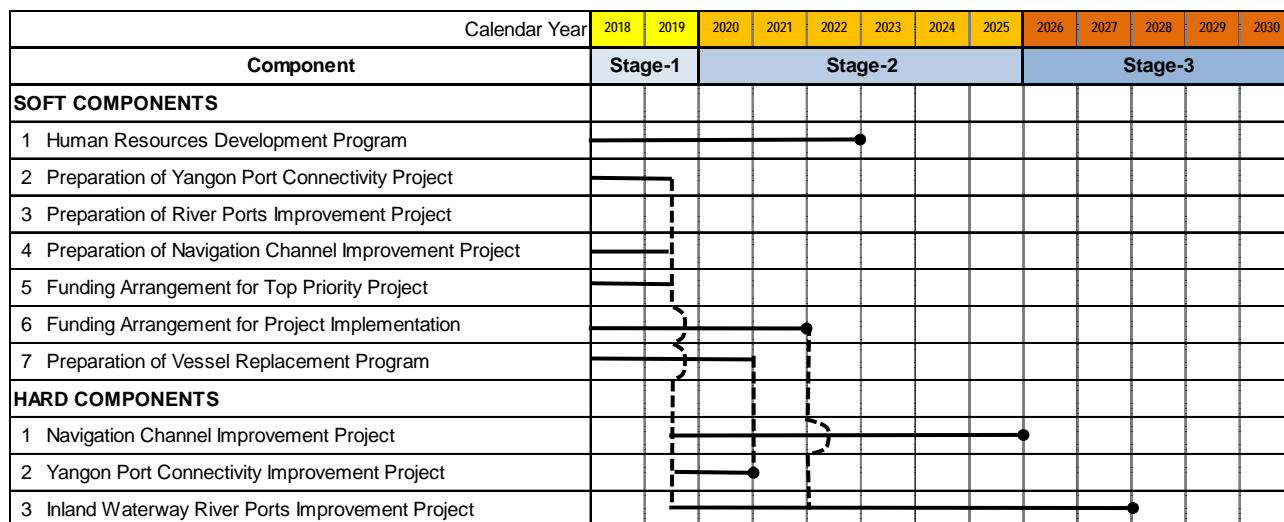 Calendar Year 2018 2019 2020 2021 2022 2023 2024 2025 2026 2027 2028 2029 2030
Component Stage-1 Stage-2 Stage-3
SOFT COMPONENTS
1 Human Resources Development Program
2 Preparation of Yangon Port Connectivity Project
3 Preparation of River Ports Improvement Project
4 Preparation of Navigation Channel Improvement Project
5 Funding Arrangement for Top Priority Project
6 Funding Arrangement for Project Implementation
7 Preparation of Vessel Replacement Program
HARD COMPONENTS
1 Navigation Channel Improvement Project
2 Yangon Port Connectivity Improvement Project
3 Inland Waterway River Ports Improvement Project